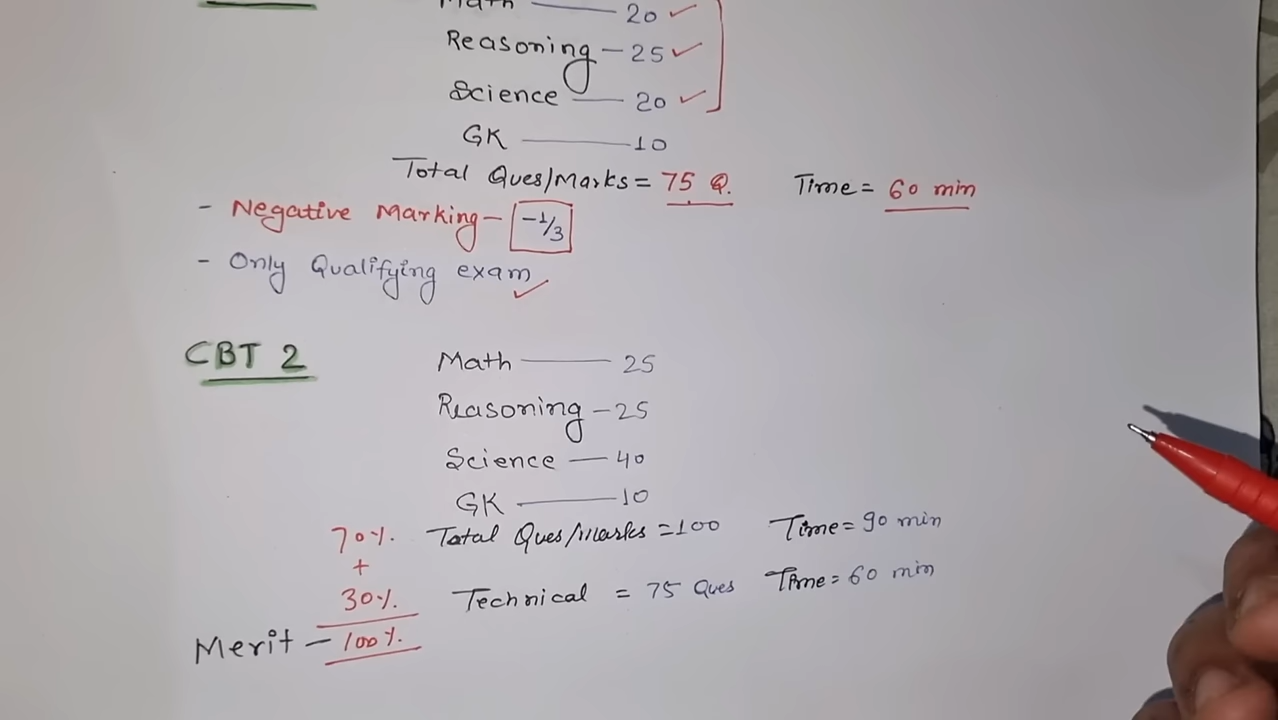 Math — 20
Reasoning — 25
Science — 20
GK — 10
Total Ques/Marks = 75 Q. Time = 60 min
- Negative Marking - -1/3
- Only Qualifying exam
CBT 2
Math — 25
Reasoning - 25
Science — 40
GK — 10
70% Total Ques/Marks = 100 Time = 90 min
+
30% Technical = 75 Ques Time = 60 min
Merit - 100%